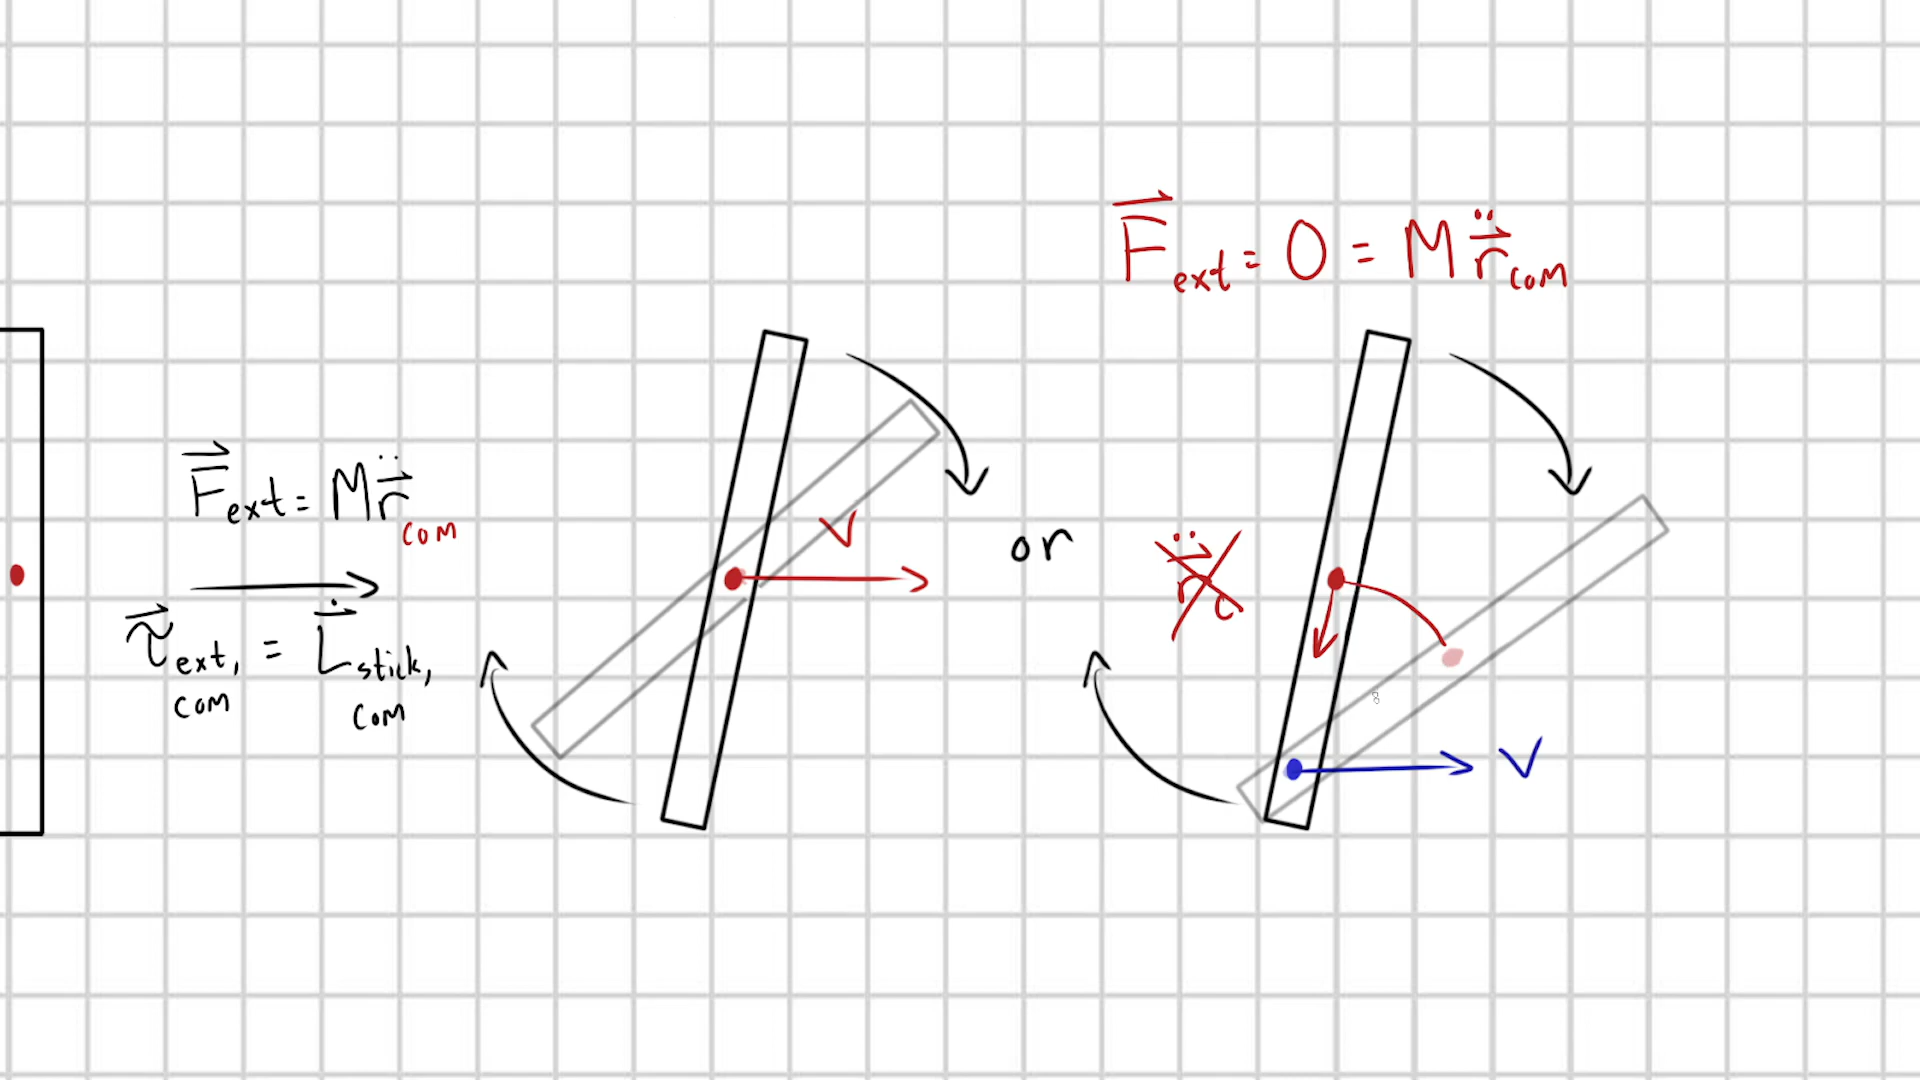 F⃗ext = 0 = M r̈⃗com
F⃗ext = M r̈⃗com
τ⃗ext, com = L̇⃗stick, com
V
or
r̈⃗c
V